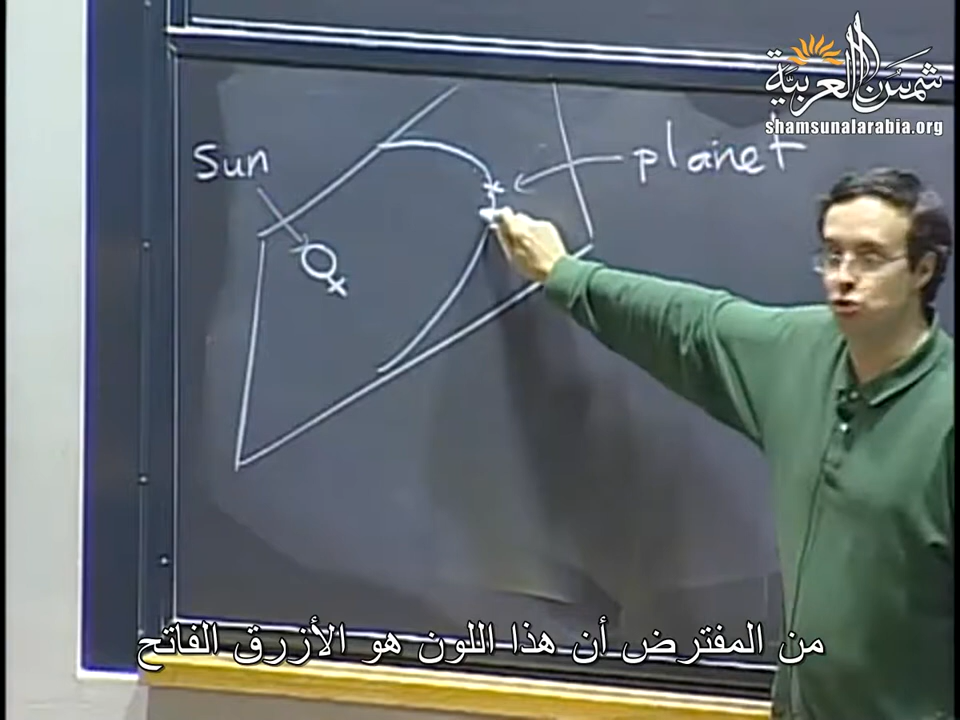 شمس العربية
shamsunalarabia.org
Sun
planet
من المفترض أن هذا اللون هو الأزرق الفاتح